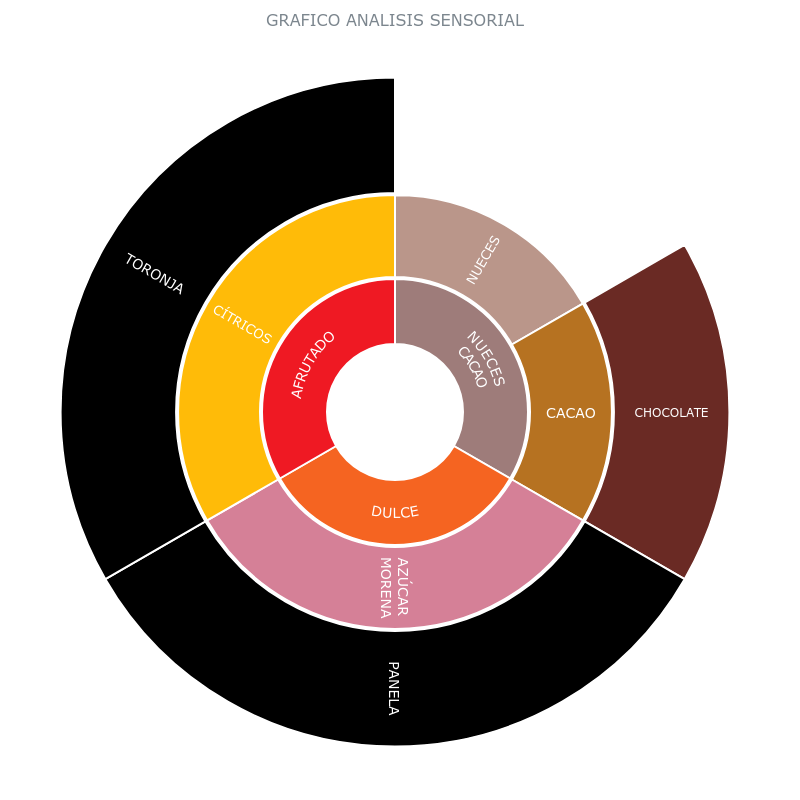 GRAFICO ANALISIS SENSORIAL
TORONJA
CÍTRICOS
AFRUTADO
NUECES
NUECES
CACAO
CACAO
CHOCOLATE
DULCE
AZÚCAR
MORENA
PANELA